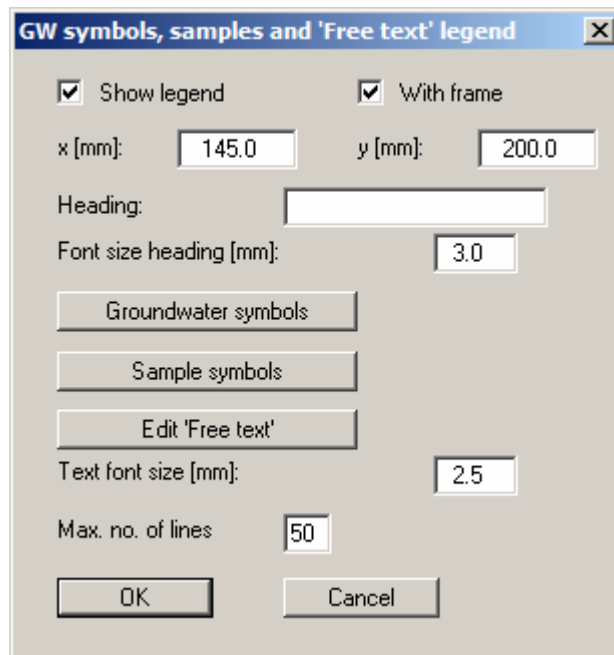 GW symbols, samples and 'Free text' legend
Show legend With frame
x [mm]: 145.0 y [mm]: 200.0
Heading:
Font size heading [mm]: 3.0
Groundwater symbols
Sample symbols
Edit 'Free text'
Text font size [mm]: 2.5
Max. no. of lines 50
OK Cancel